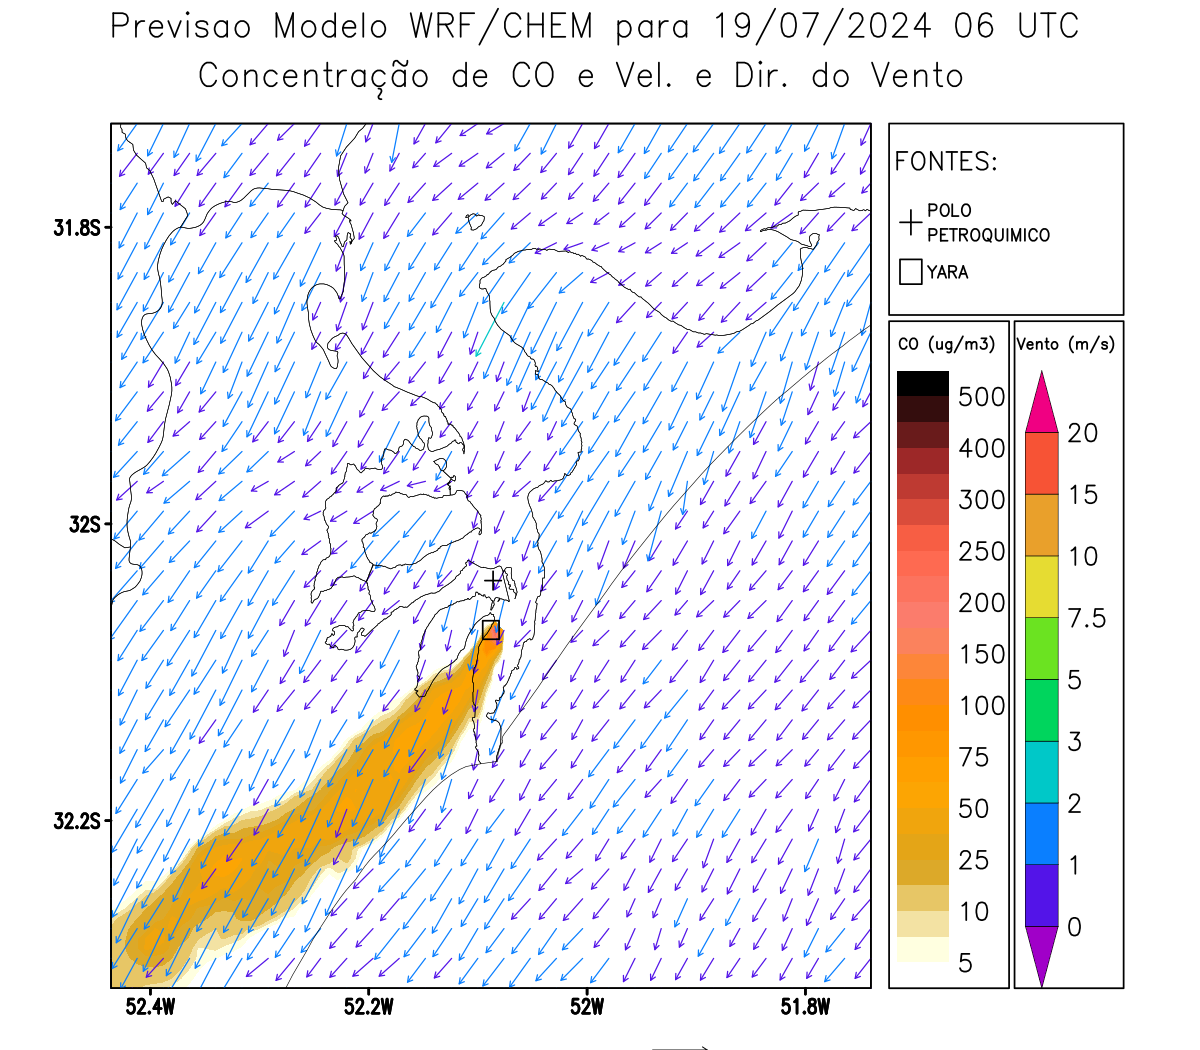 Previsao Modelo WRF/CHEM para 19/07/2024 06 UTC
Concentração de CO e Vel. e Dir. do Vento
FONTES:
POLO
PETROQUIMICO
YARA
31.8S
32S
32.2S
52.4W
52.2W
52W
51.8W
CO (ug/m3)
500
400
300
250
200
150
100
75
50
25
10
5
Vento (m/s)
20
15
10
7.5
5
3
2
1
0